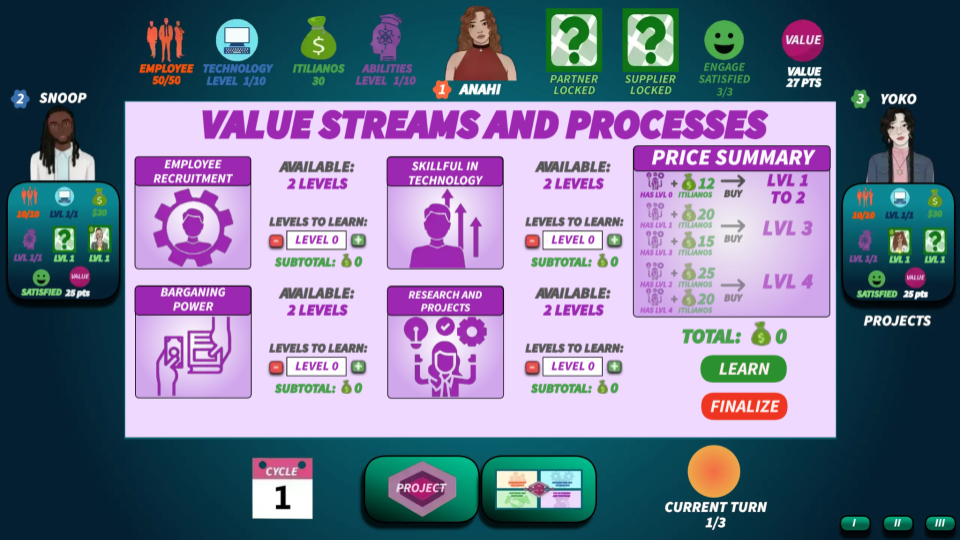 EMPLOYEE
50/50
TECHNOLOGY
LEVEL 1/10
ITILIANOS
30
ABILITIES
LEVEL 1/10
1 ANAHI
PARTNER
LOCKED
SUPPLIER
LOCKED
ENGAGE
SATISFIED
3/3
VALUE
VALUE
27 PTS
2 SNOOP
3 YOKO
VALUE STREAMS AND PROCESSES
EMPLOYEE
RECRUITMENT
AVAILABLE:
2 LEVELS
LEVELS TO LEARN:
LEVEL 0
SUBTOTAL: 0
SKILLFUL IN
TECHNOLOGY
AVAILABLE:
2 LEVELS
LEVELS TO LEARN:
LEVEL 0
SUBTOTAL: 0
BARGANING
POWER
AVAILABLE:
2 LEVELS
LEVELS TO LEARN:
LEVEL 0
SUBTOTAL: 0
RESEARCH AND
PROJECTS
AVAILABLE:
2 LEVELS
LEVELS TO LEARN:
LEVEL 0
SUBTOTAL: 0
PRICE SUMMARY
+ 12
HAS LVL 0 ITILIANOS
BUY
LVL 1
TO 2
+ 20
HAS LVL 1 ITILIANOS
+ 15
HAS LVL 2 ITILIANOS
BUY
LVL 3
+ 25
HAS LVL 2 ITILIANOS
+ 20
HAS LVL 4 ITILIANOS
BUY
LVL 4
TOTAL: 0
LEARN
FINALIZE
10/10 LVL 1/1 $30
LVL 1/1 LVL 1 LVL 1
VALUE
SATISFIED 25 pts
10/10 LVL 1/1 $30
LVL 1/1 LVL 1 LVL 1
VALUE
SATISFIED 25 pts
PROJECTS
CYCLE
1
PROJECT
CURRENT TURN
1/3
I II III